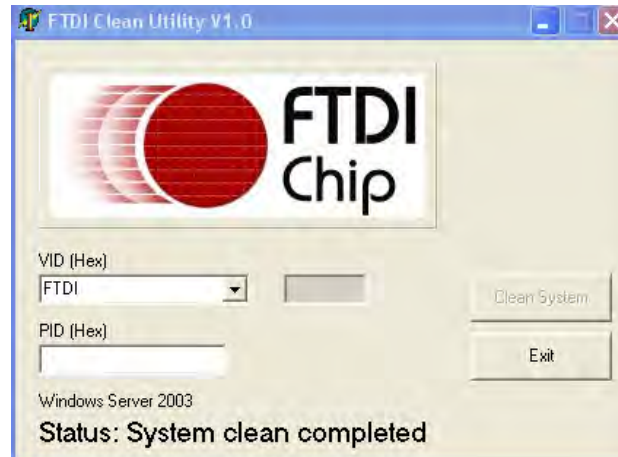 FTDI Clean Utility V1.0
FTDI
Chip
VID (Hex)
FTDI
Clean System
PID (Hex)
Exit
Windows Server 2003
Status: System clean completed